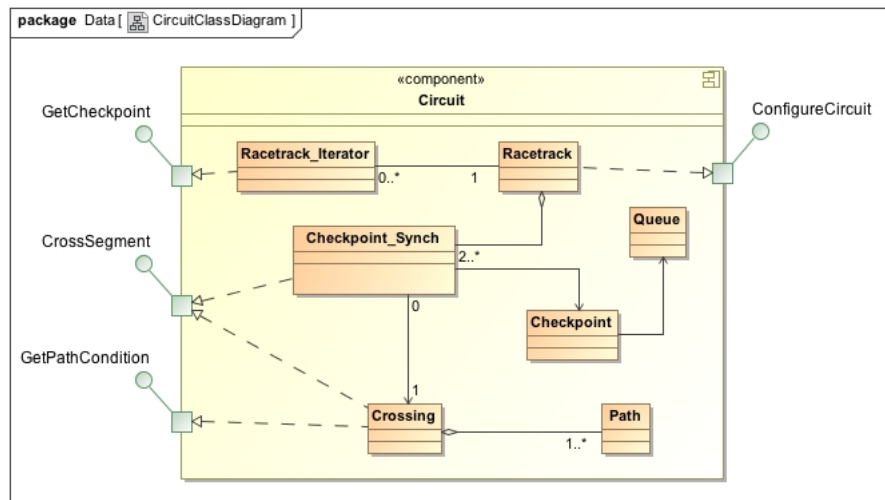 package Data [ CircuitClassDiagram ]
«component»
Circuit
GetCheckpoint
ConfigureCircuit
Racetrack_Iterator
Racetrack
0..*
1
Queue
CrossSegment
Checkpoint_Synch
2..*
0
Checkpoint
GetPathCondition
1
Crossing
Path
1..*